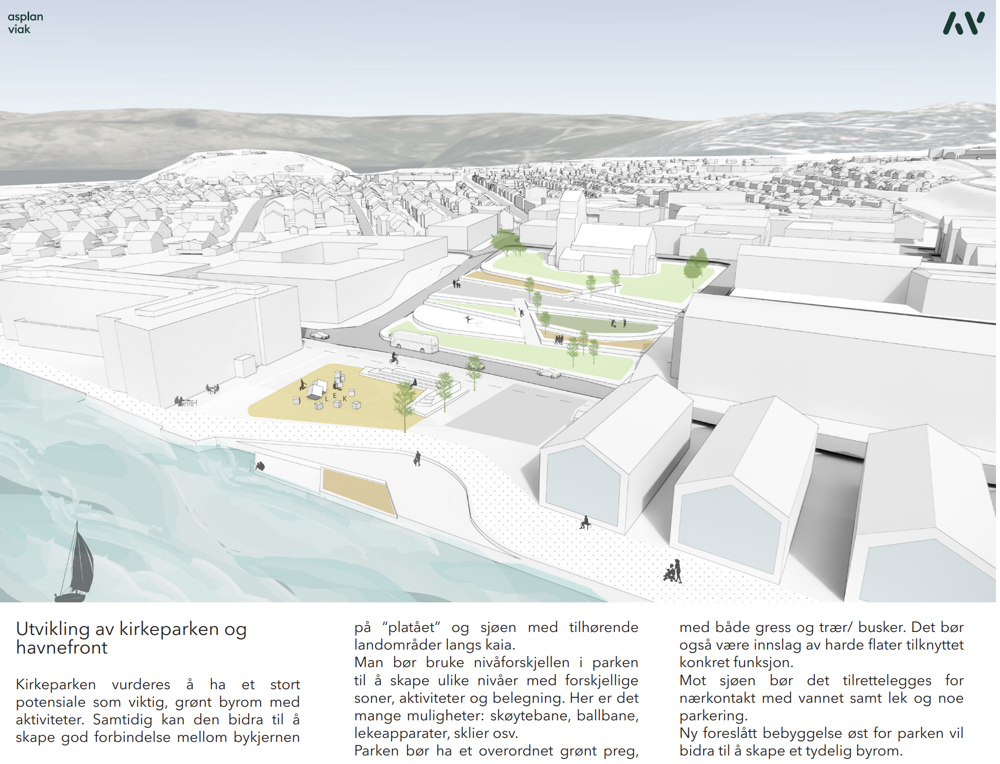 asplan
viak
L E K
Utvikling av kirkeparken og
havnefront
Kirkeparken vurderes å ha et stort
potensiale som viktig, grønt byrom med
aktiviteter. Samtidig kan den bidra til å
skape god forbindelse mellom bykjernen
på “platået” og sjøen med tilhørende
landområder langs kaia.
Man bør bruke nivåforskjellen i parken
til å skape ulike nivåer med forskjellige
soner, aktiviteter og belegning. Her er det
mange muligheter: skøytebane, ballbane,
lekeapparater, sklier osv.
Parken bør ha et overordnet grønt preg,
med både gress og trær/ busker. Det bør
også være innslag av harde flater tilknyttet
konkret funksjon.
Mot sjøen bør det tilrettelegges for
nærkontakt med vannet samt lek og noe
parkering.
Ny foreslått bebyggelse øst for parken vil
bidra til å skape et tydelig byrom.